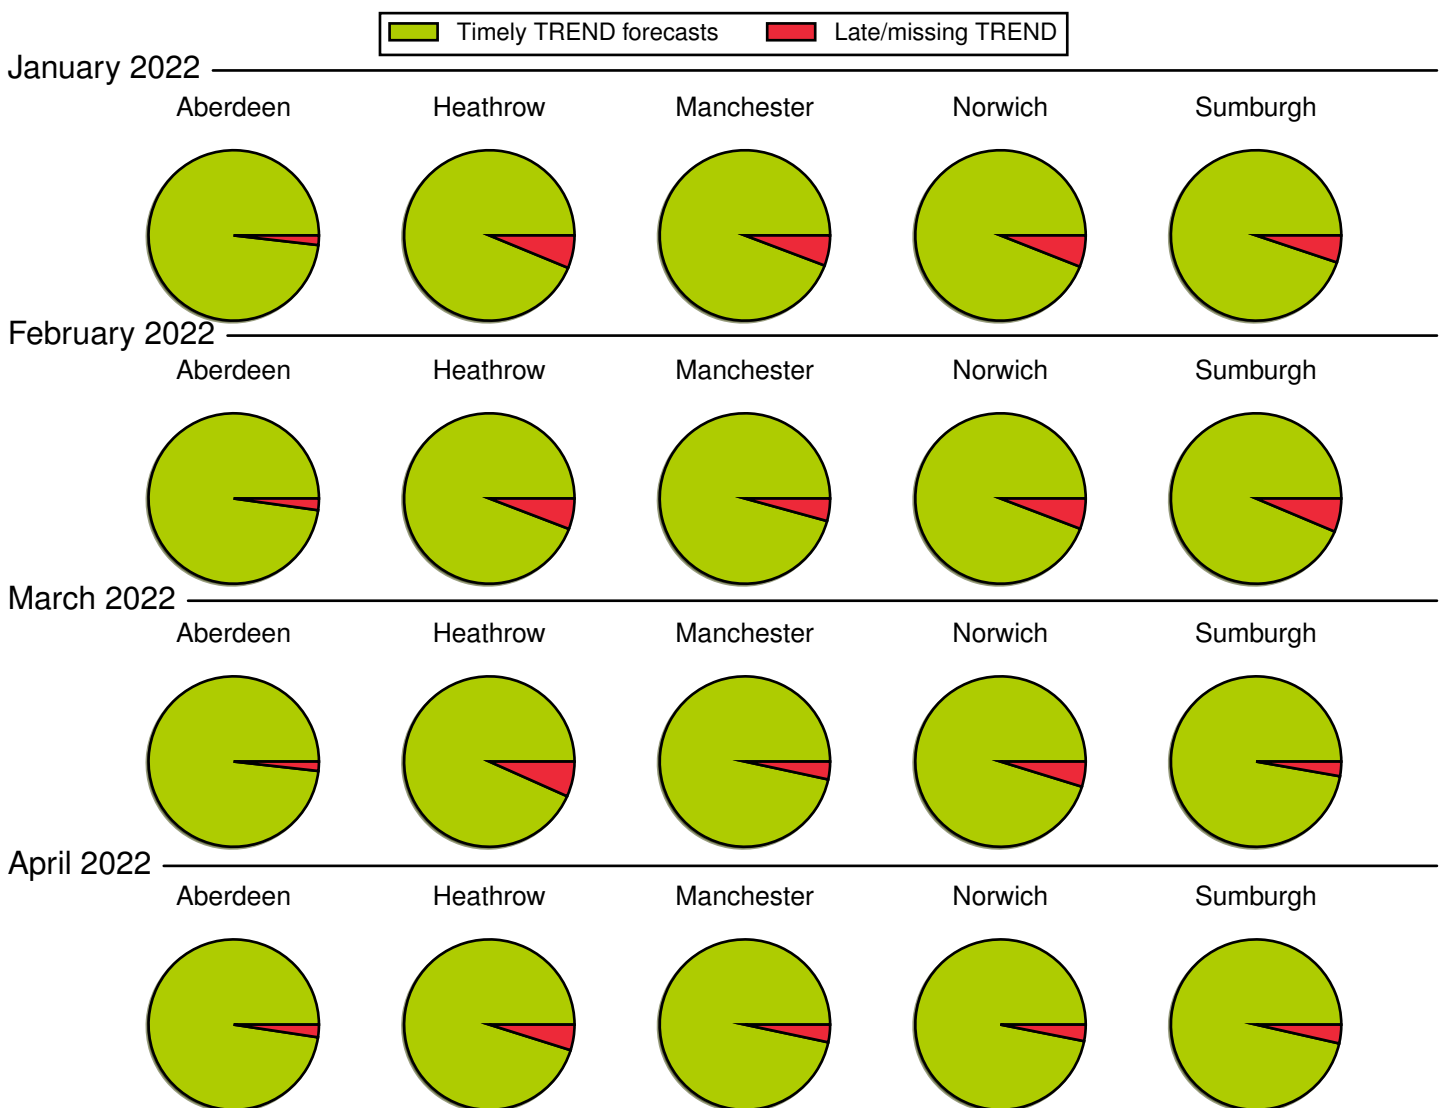 Timely TREND forecasts Late/missing TREND
January 2022
Aberdeen Heathrow Manchester Norwich Sumburgh
February 2022
Aberdeen Heathrow Manchester Norwich Sumburgh
March 2022
Aberdeen Heathrow Manchester Norwich Sumburgh
April 2022
Aberdeen Heathrow Manchester Norwich Sumburgh